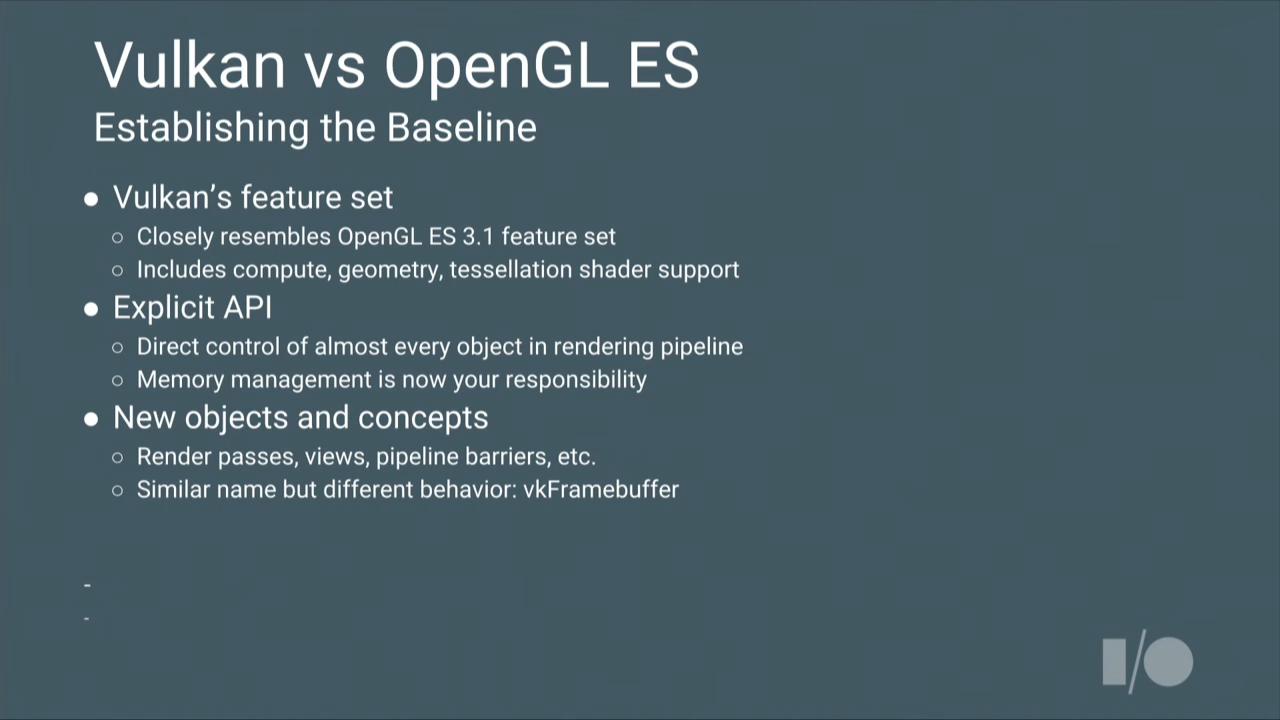 Vulkan vs OpenGL ES
Establishing the Baseline
● Vulkan’s feature set
○ Closely resembles OpenGL ES 3.1 feature set
○ Includes compute, geometry, tessellation shader support
● Explicit API
○ Direct control of almost every object in rendering pipeline
○ Memory management is now your responsibility
● New objects and concepts
○ Render passes, views, pipeline barriers, etc.
○ Similar name but different behavior: vkFramebuffer
-
-
I/O